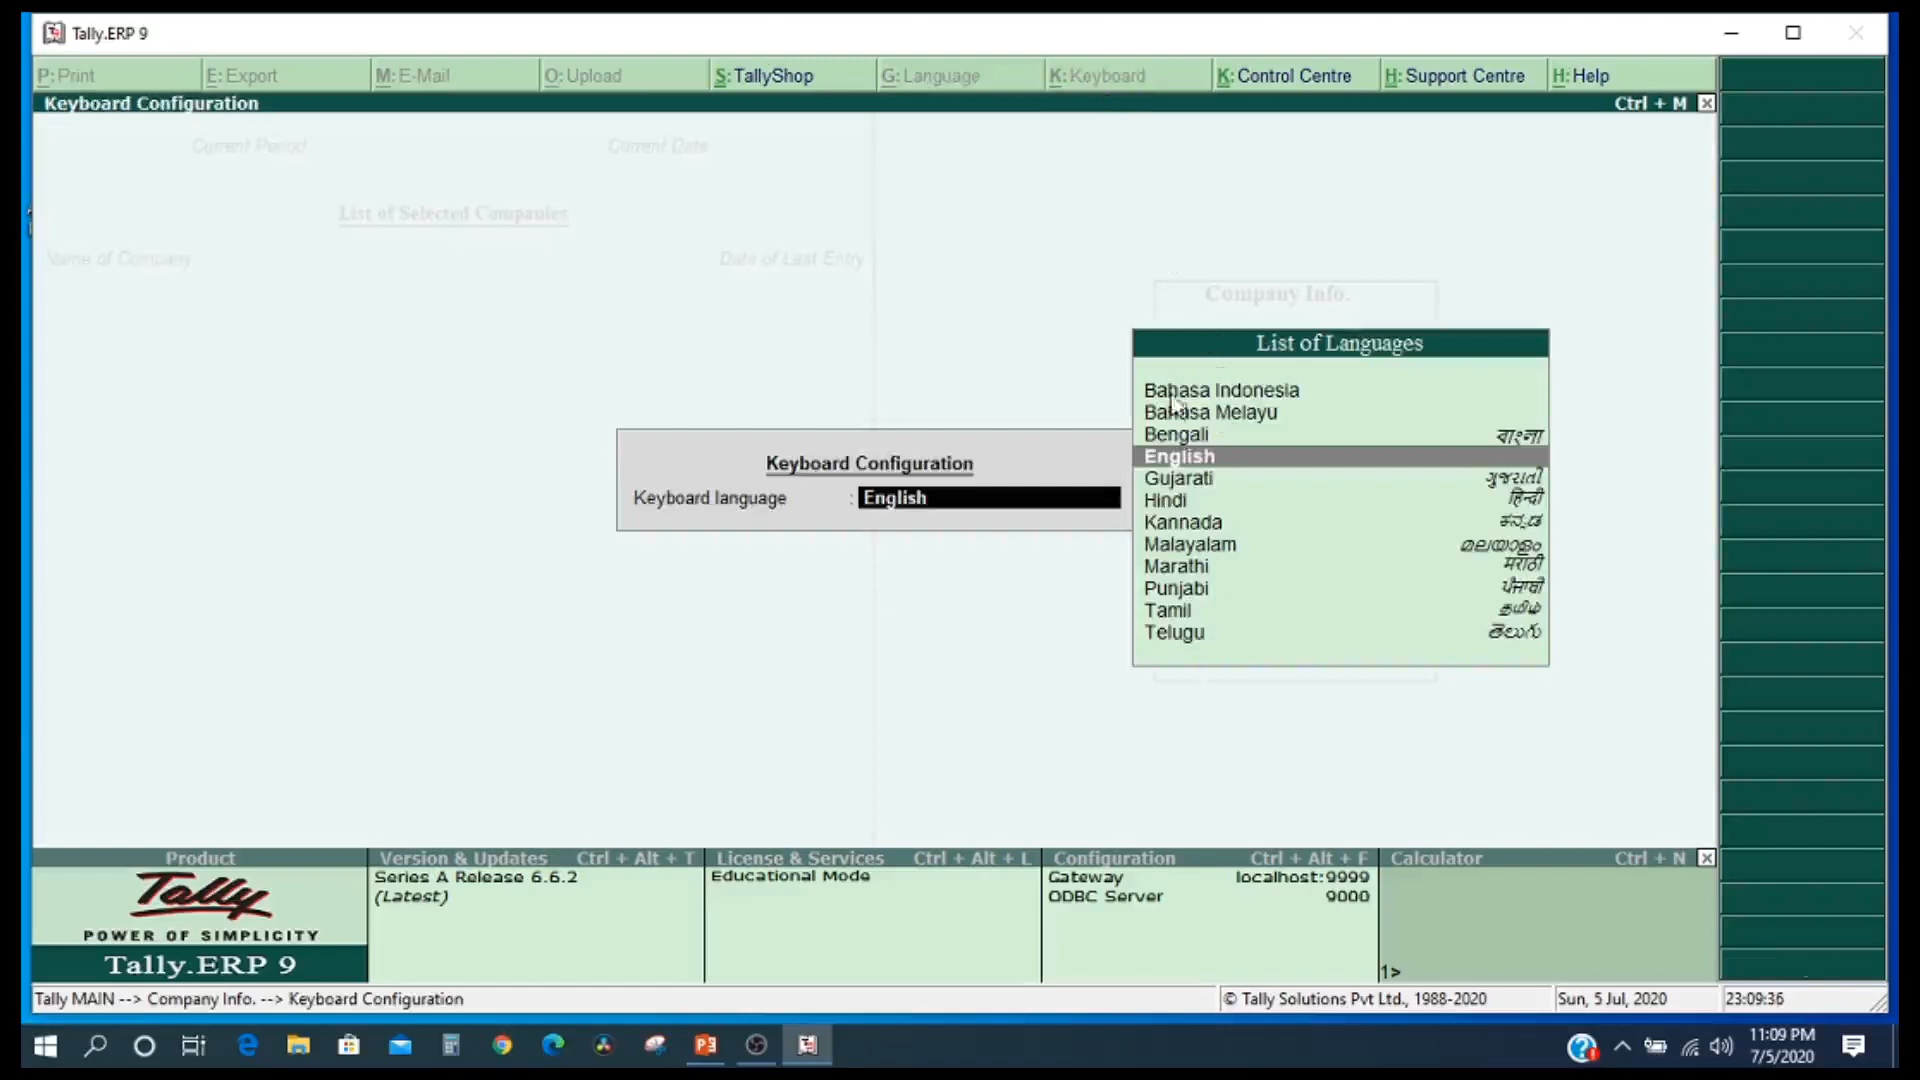 Tally.ERP 9
P: Print E: Export M: E-Mail O: Upload S: TallyShop G: Language K: Keyboard K: Control Centre H: Support Centre H: Help
Keyboard Configuration Ctrl + M
Current Period Current Date
List of Selected Companies
Name of Company Date of Last Entry
Company Info.
List of Languages
Bahasa Indonesia
Bahasa Melayu
Bengali বাংলা
English
Gujarati ગુજરાતી
Hindi हिन्दी
Kannada ಕನ್ನಡ
Malayalam മലയാളം
Marathi मराठी
Punjabi ਪੰਜਾਬੀ
Tamil தமிழ்
Telugu తెలుగు
Keyboard Configuration
Keyboard language : English
Product
Tally
POWER OF SIMPLICITY
Tally.ERP 9
Version & Updates Ctrl + Alt + T
Series A Release 6.6.2
(Latest)
License & Services Ctrl + Alt + L
Educational Mode
Configuration Ctrl + Alt + F
Gateway localhost:9999
ODBC Server 9000
Calculator Ctrl + N
1>
Tally MAIN --> Company Info. --> Keyboard Configuration © Tally Solutions Pvt Ltd., 1988-2020 Sun, 5 Jul, 2020 23:09:36
11:09 PM
7/5/2020